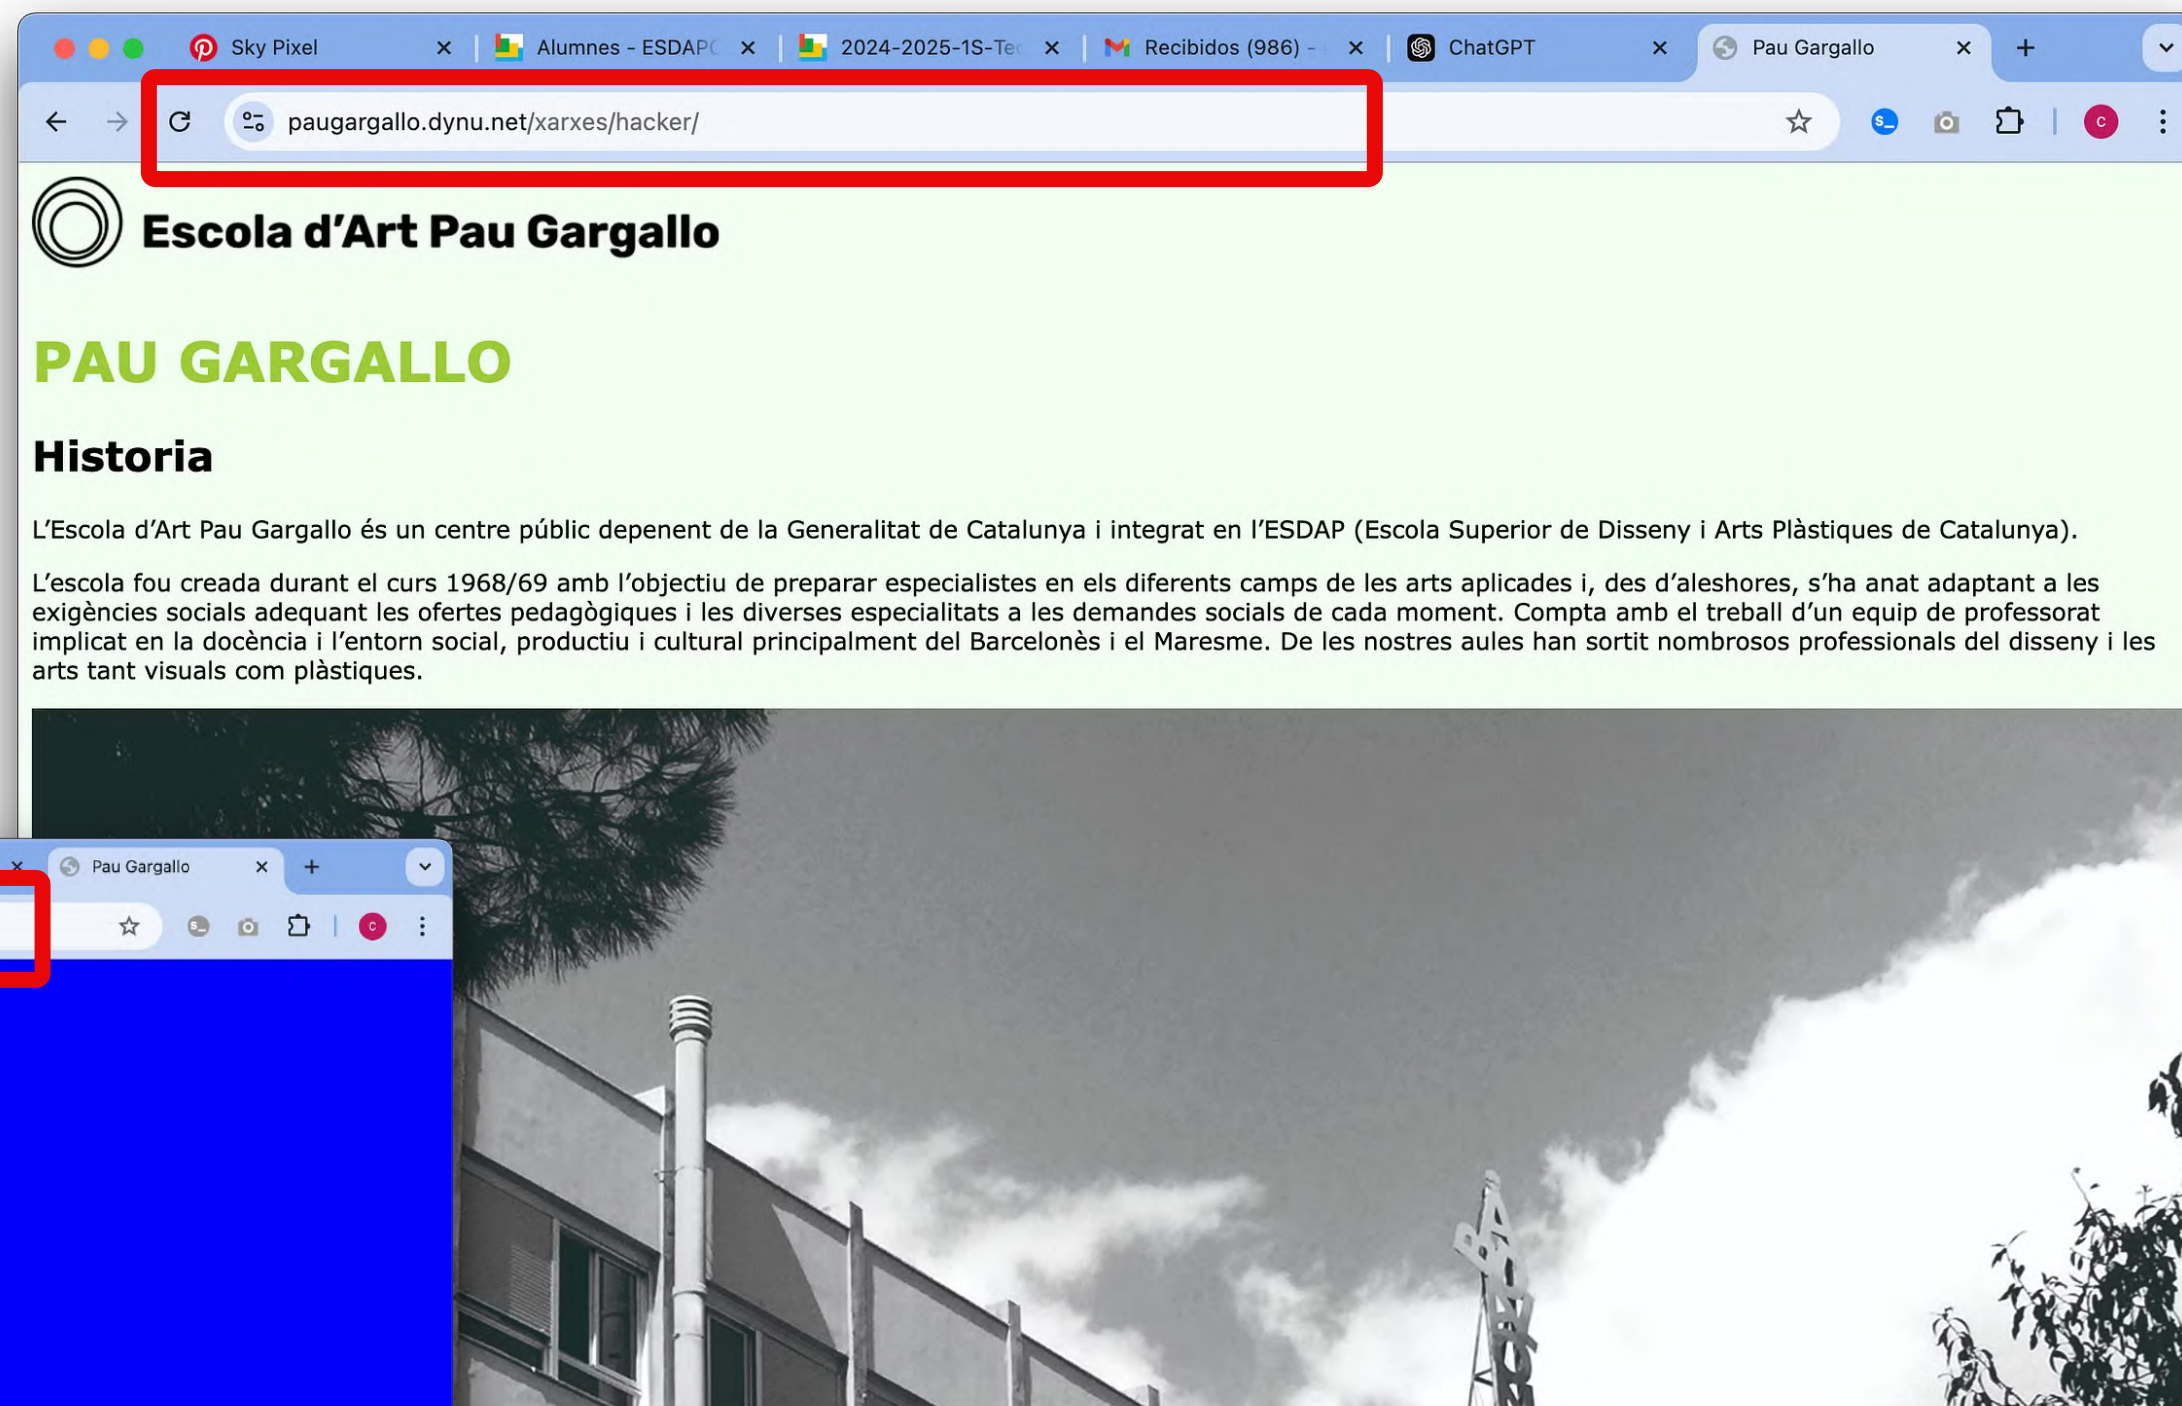 Sky Pixel
Alumnes - ESDAPC
2024-2025-1S-Tec
Recibidos (986) -
ChatGPT
Pau Gargallo
paugargallo.dynu.net/xarxes/hacker/
S_
C
Escola d’Art Pau Gargallo
PAU GARGALLO
Historia
L’Escola d’Art Pau Gargallo és un centre públic depenent de la Generalitat de Catalunya i integrat en l’ESDAP (Escola Superior de Disseny i Arts Plàstiques de Catalunya).
L’escola fou creada durant el curs 1968/69 amb l’objectiu de preparar especialistes en els diferents camps de les arts aplicades i, des d’aleshores, s’ha anat adaptant a les
exigències socials adequant les ofertes pedagògiques i les diverses especialitats a les demandes socials de cada moment. Compta amb el treball d’un equip de professorat
implicat en la docència i l’entorn social, productiu i cultural principalment del Barcelonès i el Maresme. De les nostres aules han sortit nombrosos professionals del disseny i les
arts tant visuals com plàstiques.
Pau Gargallo
S_
C